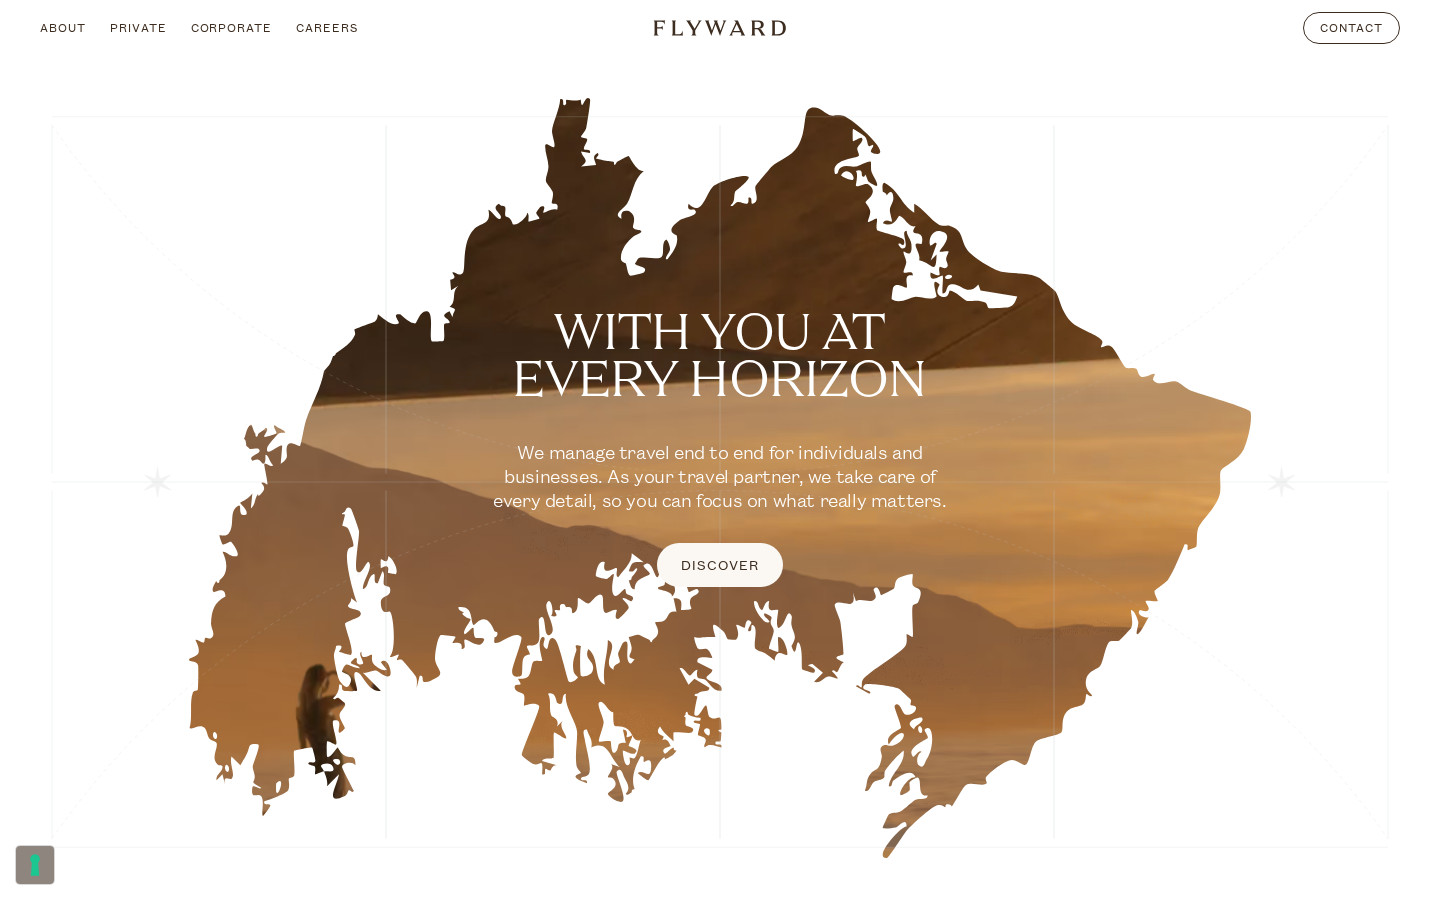 ABOUT PRIVATE CORPORATE CAREERS FLYWARD CONTACT
WITH YOU AT
EVERY HORIZON
We manage travel end to end for individuals and
businesses. As your travel partner, we take care of
every detail, so you can focus on what really matters.
DISCOVER